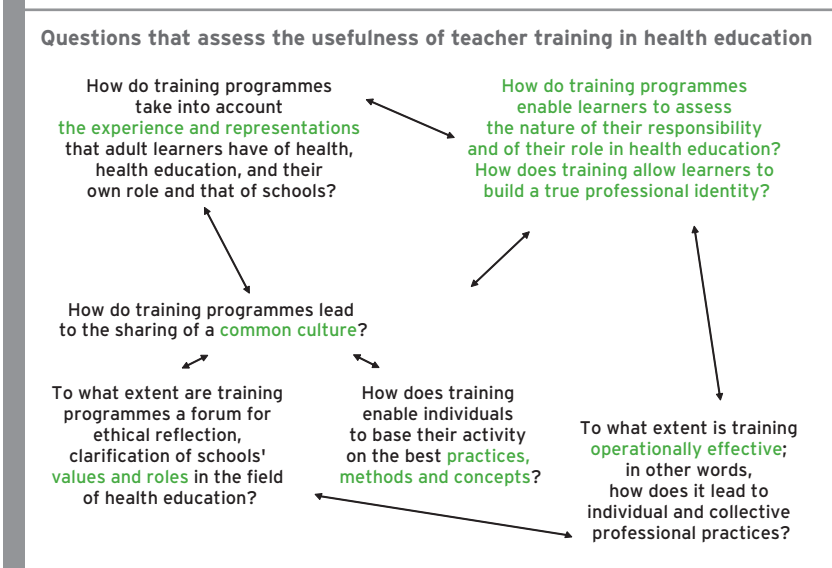 Questions that assess the usefulness of teacher training in health education
How do training programmes
take into account
the experience and representations
that adult learners have of health,
health education, and their
own role and that of schools?
How do training programmes
enable learners to assess
the nature of their responsibility
and of their role in health education?
How does training allow learners to
build a true professional identity?
How do training programmes lead
to the sharing of a common culture?
To what extent are training
programmes a forum for
ethical reflection,
clarification of schools'
values and roles in the field
of health education?
How does training
enable individuals
to base their activity
on the best practices,
methods and concepts?
To what extent is training
operationally effective;
in other words,
how does it lead to
individual and collective
professional practices?